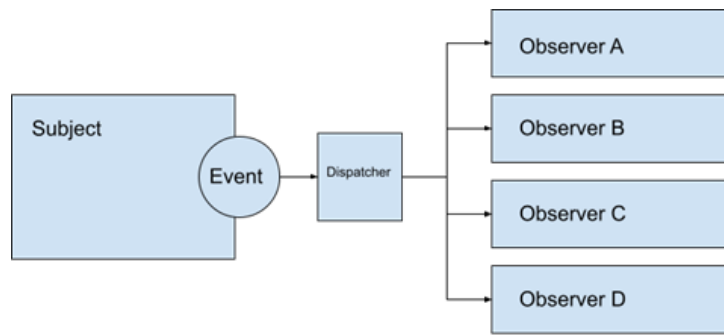 Subject
Event
Dispatcher
Observer A
Observer B
Observer C
Observer D